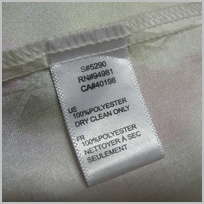 S#5290
RN#94981
CA#40198
US
100%POLYESTER
DRY CLEAN ONLY
FR
100%POLYESTER
NETTOYER À SEC
SEULEMENT